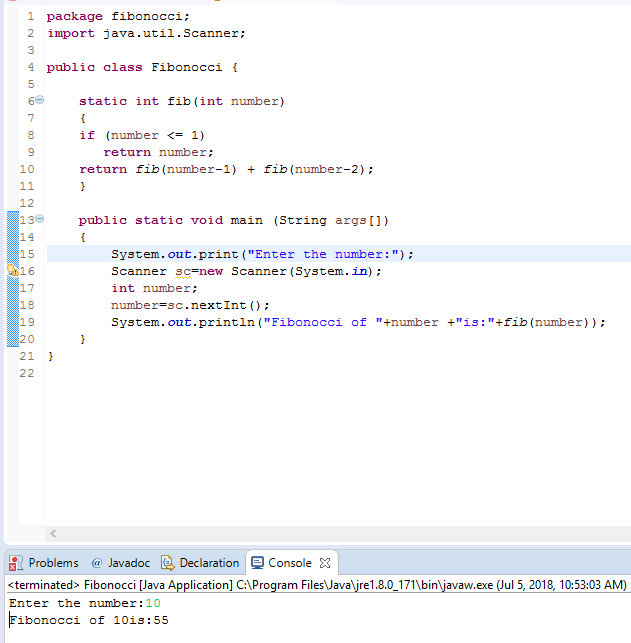 1 package fibonocci;
2 import java.util.Scanner;
3
4 public class Fibonocci {
5
6 static int fib(int number)
7 {
8 if (number <= 1)
9 return number;
10 return fib(number-1) + fib(number-2);
11 }
12
13 public static void main (String args[])
14 {
15 System.out.print("Enter the number:");
16 Scanner sc=new Scanner(System.in);
17 int number;
18 number=sc.nextInt();
19 System.out.println("Fibonocci of "+number +"is:"+fib(number));
20 }
21 }
22
Problems @ Javadoc Declaration Console
<terminated> Fibonocci [Java Application] C:\Program Files\Java\jre1.8.0_171\bin\javaw.exe (Jul 5, 2018, 10:53:03 AM)
Enter the number:10
Fibonocci of 10is:55